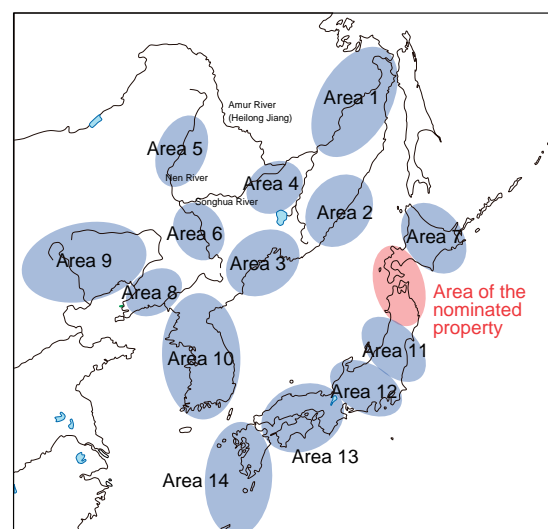 Area 1
Amur River
(Heilong Jiang)
Area 5
Nen River
Area 4
Songhua River
Area 2
Area 6
Area 7
Area 9
Area 3
Area 8
Area of the
nominated
property
Area 10
Area 11
Area 12
Area 13
Area 14